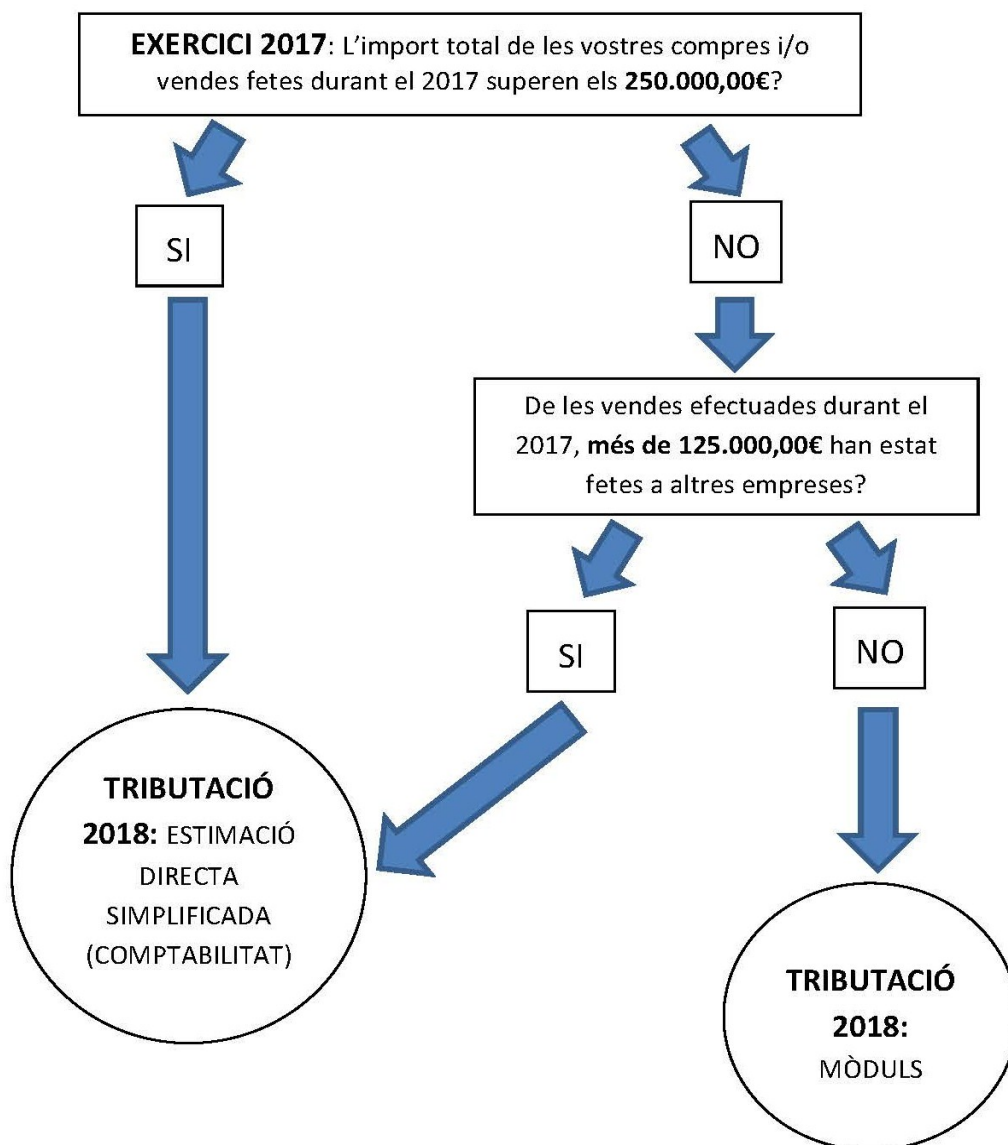 EXERCICI 2017: L’import total de les vostres compres i/o
vendes fetes durant el 2017 superen els 250.000,00€?
SI
NO
De les vendes efectuades durant el
2017, més de 125.000,00€ han estat
fetes a altres empreses?
SI
NO
TRIBUTACIÓ
2018: ESTIMACIÓ
DIRECTA
SIMPLIFICADA
(COMPTABILITAT)
TRIBUTACIÓ
2018:
MÒDULS